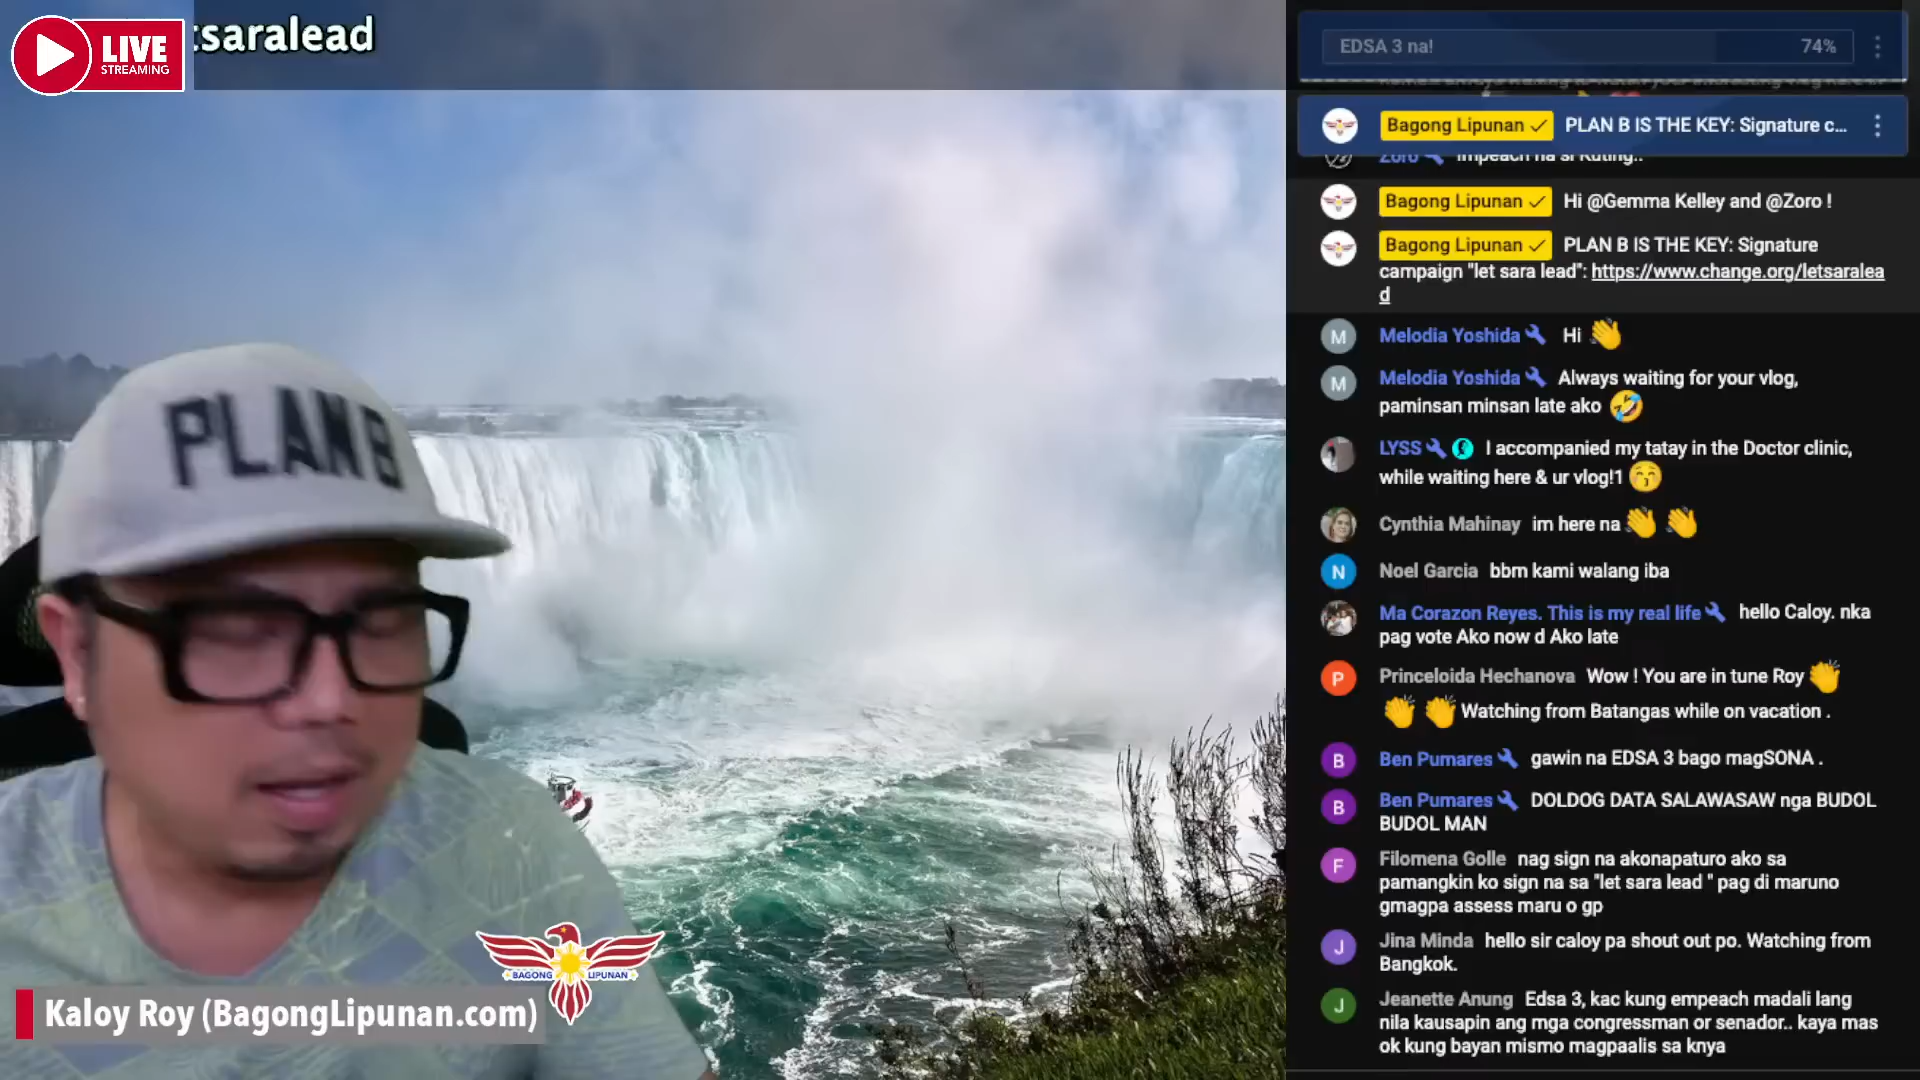 LIVE
STREAMING
tsaralead
PLAN B
BAGONG LIPUNAN
Kaloy Roy (BagongLipunan.com)
EDSA 3 na! 74%
Bagong Lipunan PLAN B IS THE KEY: Signature c...
Zoro impeach na si Kuting..
Bagong Lipunan Hi @Gemma Kelley and @Zoro !
Bagong Lipunan PLAN B IS THE KEY: Signature
campaign "let sara lead": https://www.change.org/letsaralea
d
M Melodia Yoshida Hi
M Melodia Yoshida Always waiting for your vlog,
paminsan minsan late ako
LYSS I accompanied my tatay in the Doctor clinic,
while waiting here & ur vlog!1
Cynthia Mahinay im here na
N Noel Garcia bbm kami walang iba
Ma Corazon Reyes. This is my real life hello Caloy. nka
pag vote Ako now d Ako late
P Princeloida Hechanova Wow ! You are in tune Roy
Watching from Batangas while on vacation .
B Ben Pumares gawin na EDSA 3 bago magSONA .
B Ben Pumares DOLDOG DATA SALAWASAW nga BUDOL
BUDOL MAN
F Filomena Golle nag sign na akonapaturo ako sa
pamangkin ko sign na sa "let sara lead " pag di maruno
gmagpa assess maru o gp
J Jina Minda hello sir caloy pa shout out po. Watching from
Bangkok.
J Jeanette Anung Edsa 3, kac kung empeach madali lang
nila kausapin ang mga congressman or senador.. kaya mas
ok kung bayan mismo magpaalis sa knya